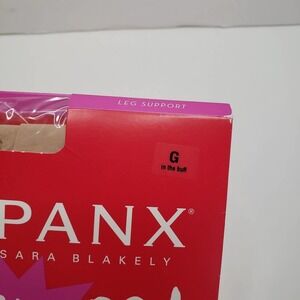 LEG SUPPORT
G
in the buff
PANX®
SARA BLAKELY